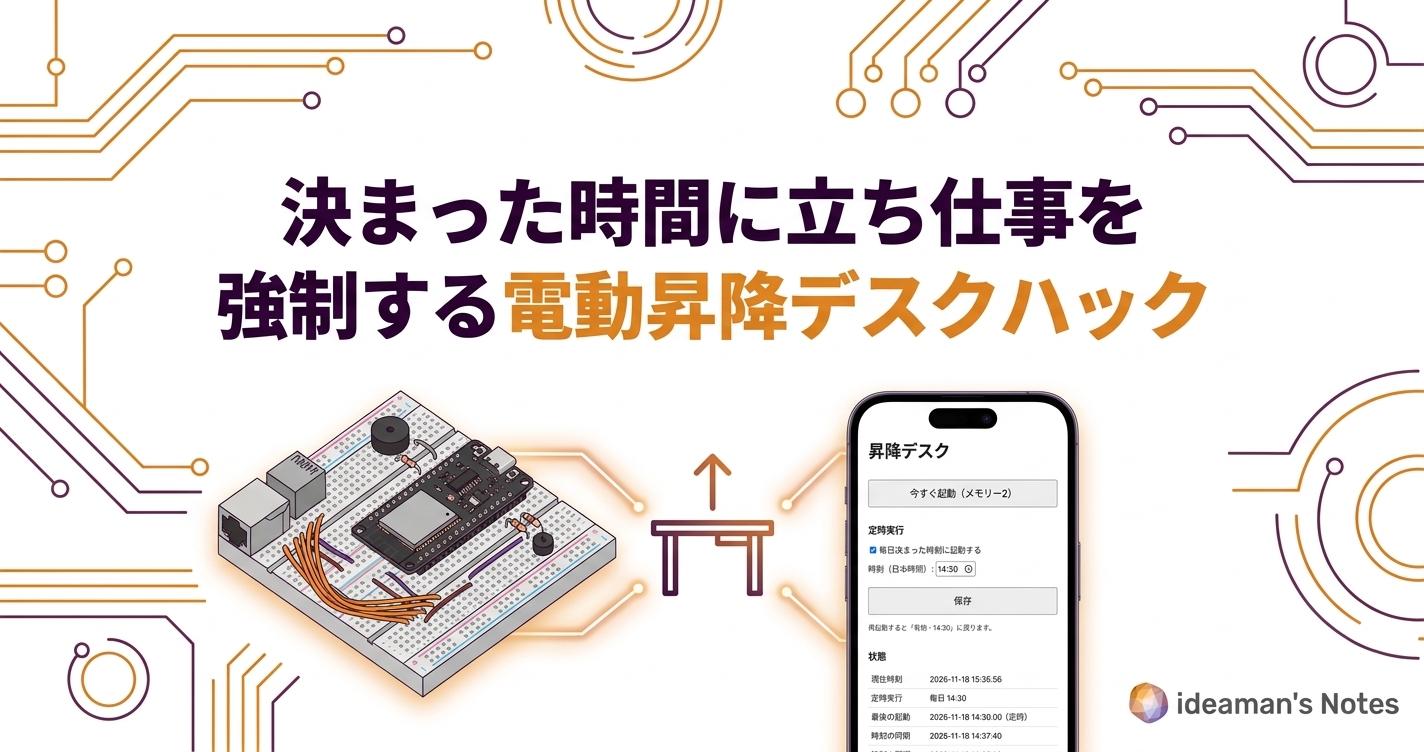 決まった時間に立ち仕事を
強制する電動昇降デスクハック
昇降デスク
今すぐ起動（メモリー2）
定時実行
毎日決まった時刻に起動する
時刻（日本時間）: 14:30
保存
再起動すると「有効・14:30」に戻ります。
状態
現在時刻 2026-11-18 15:36.56
定時実行 毎日 14:30
最後の起動 2026-11-18 14:30.00（定時）
時刻の同期 2026-11-18 14:37:40
ideaman's Notes